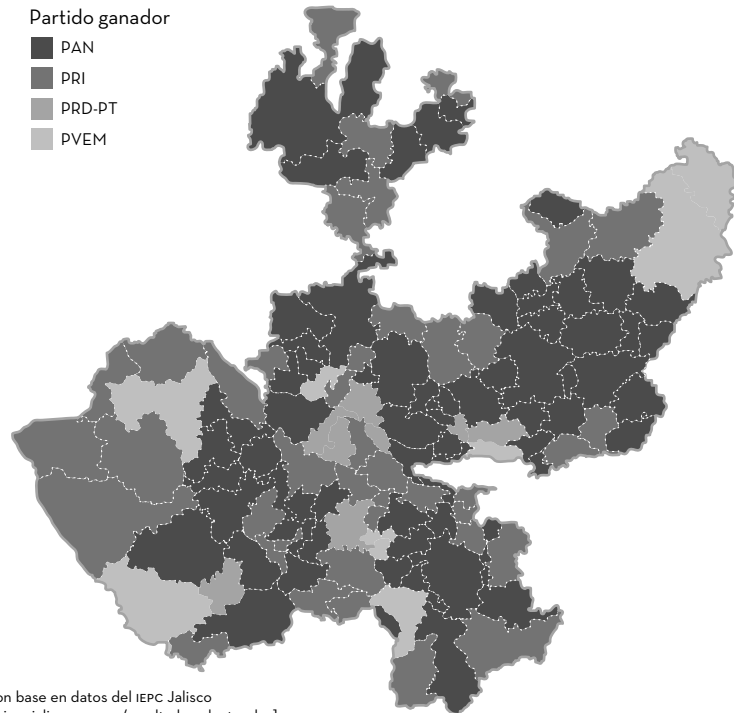 Partido ganador
PAN
PRI
PRD-PT
PVEM
on base en datos del IEPC Jalisco